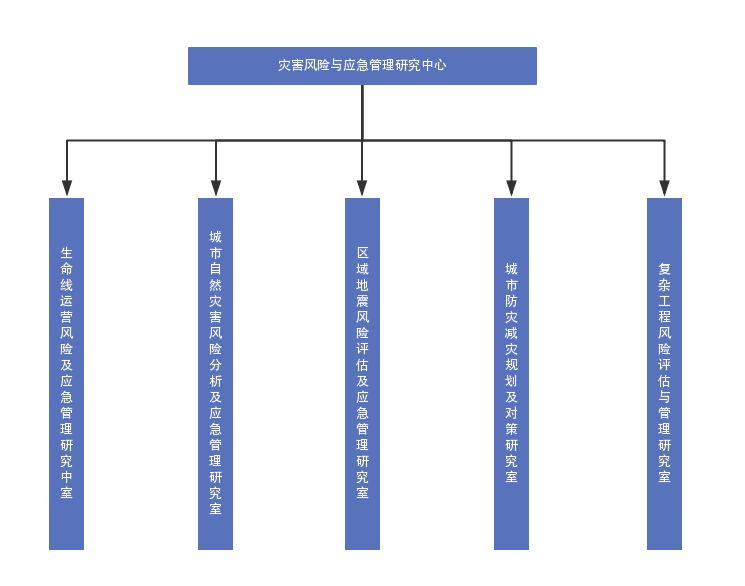 灾害风险与应急管理研究中心
生命线运营风险及应急管理研究中室
城市自然灾害风险分析及应急管理研究室
区域地震风险评估及应急管理研究室
城市防灾减灾规划及对策研究室
复杂工程风险评估与管理研究室